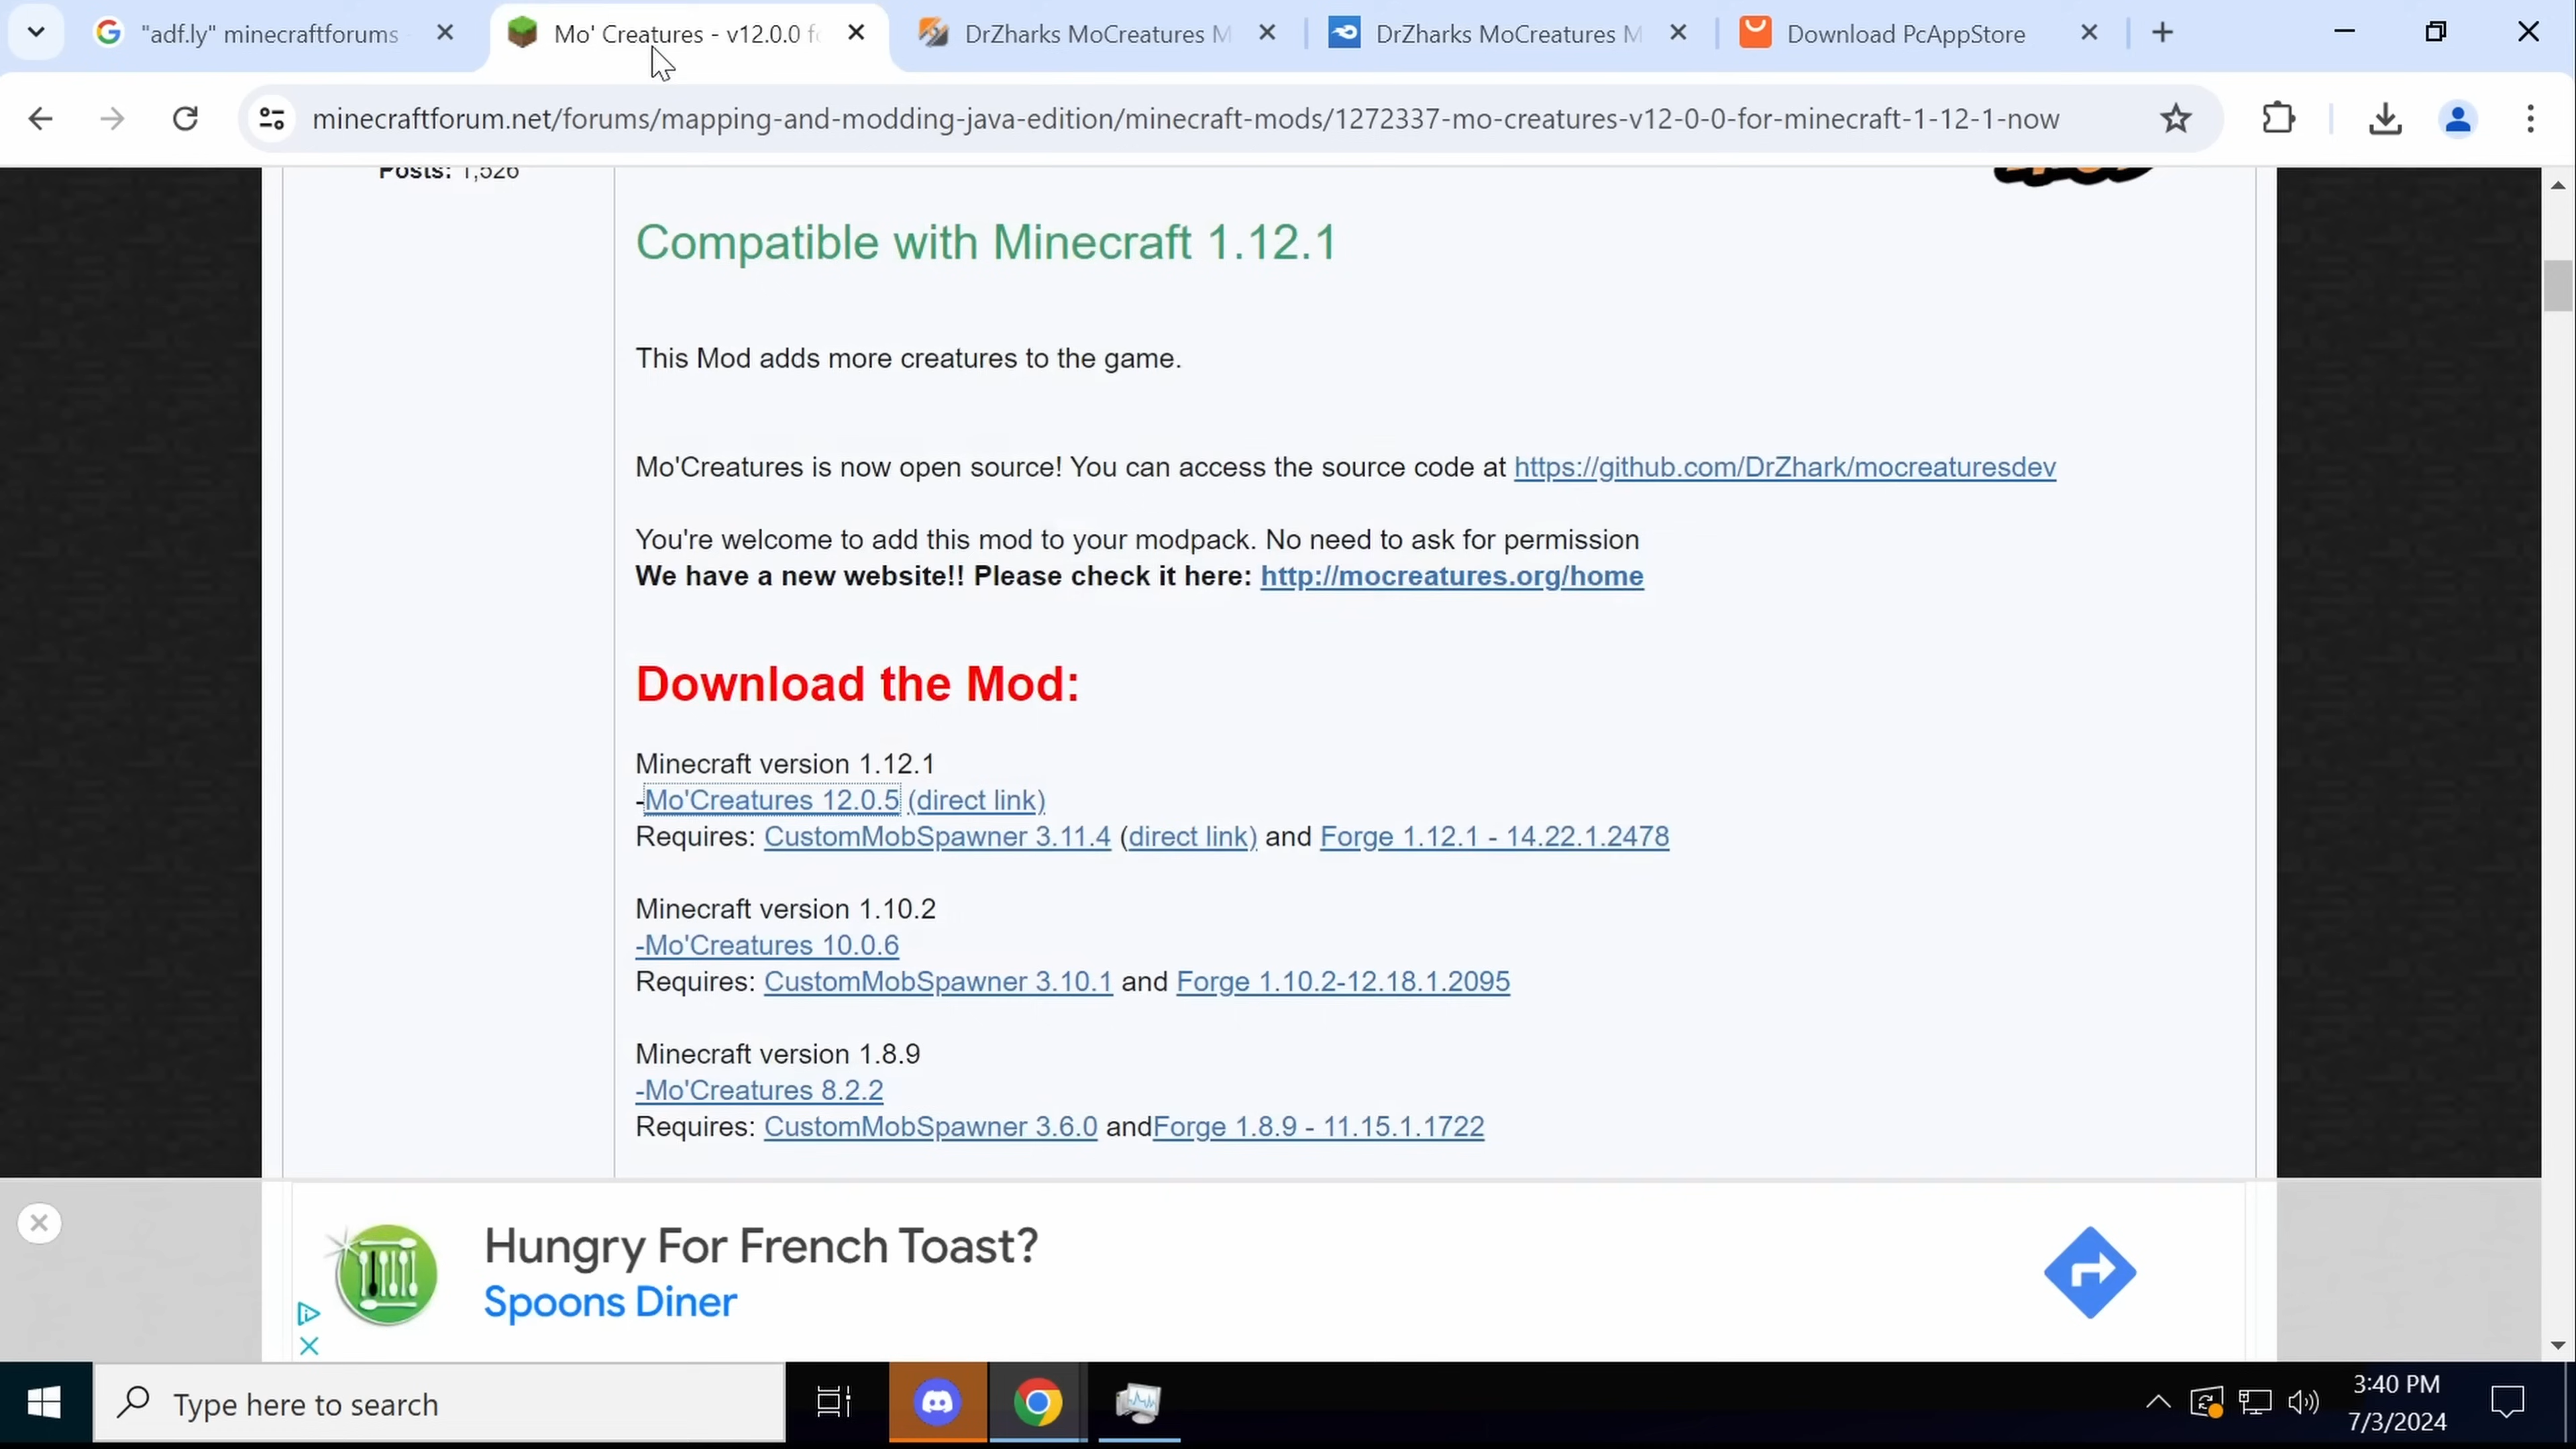 "adf.ly" minecraftforums
Mo' Creatures - v12.0.0 f
DrZharks MoCreatures M
DrZharks MoCreatures M
Download PcAppStore
minecraftforum.net/forums/mapping-and-modding-java-edition/minecraft-mods/1272337-mo-creatures-v12-0-0-for-minecraft-1-12-1-now
Posts: 1,526
Compatible with Minecraft 1.12.1
This Mod adds more creatures to the game.
Mo'Creatures is now open source! You can access the source code at https://github.com/DrZhark/mocreaturesdev
You're welcome to add this mod to your modpack. No need to ask for permission
We have a new website!! Please check it here: http://mocreatures.org/home
Download the Mod:
Minecraft version 1.12.1
-Mo'Creatures 12.0.5 (direct link)
Requires: CustomMobSpawner 3.11.4 (direct link) and Forge 1.12.1 - 14.22.1.2478
Minecraft version 1.10.2
-Mo'Creatures 10.0.6
Requires: CustomMobSpawner 3.10.1 and Forge 1.10.2-12.18.1.2095
Minecraft version 1.8.9
-Mo'Creatures 8.2.2
Requires: CustomMobSpawner 3.6.0 andForge 1.8.9 - 11.15.1.1722
Hungry For French Toast?
Spoons Diner
Type here to search
3:40 PM
7/3/2024